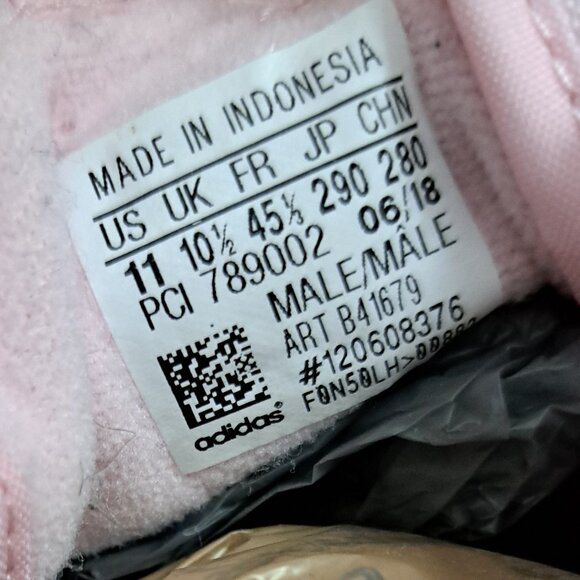 MADE IN INDONESIA
US UK FR JP CHN
11 10½ 45⅓ 290 280
PCI 789002 06/18
MALE/MÂLE
ART B41679
#120608376
F0N50LH>
adidas